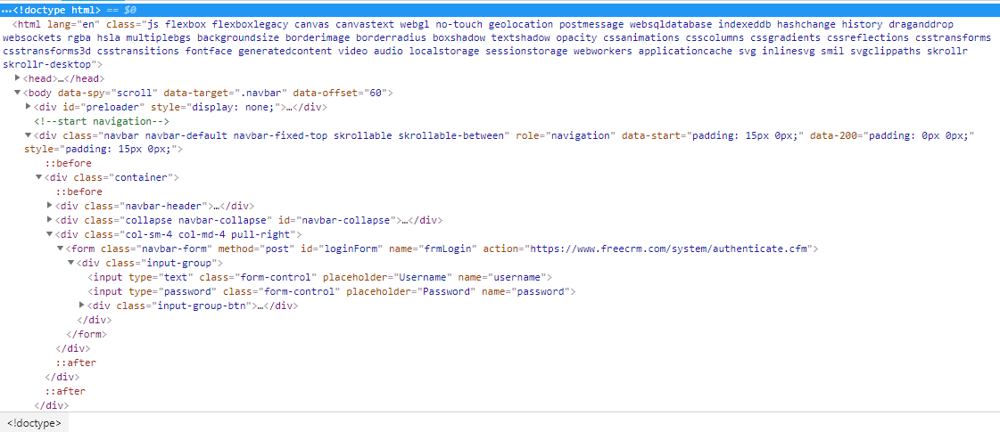 …<!doctype html> == $0
<html lang="en" class="js flexbox flexboxlegacy canvas canvastext webgl no-touch geolocation postmessage websqldatabase indexeddb hashchange history draganddrop
websockets rgba hsla multiplebgs backgroundsize borderimage borderradius boxshadow textshadow opacity cssanimations csscolumns cssgradients cssreflections csstransforms
csstransforms3d csstransitions fontface generatedcontent video audio localstorage sessionstorage webworkers applicationcache svg inlinesvg smil svgclippaths skrollr
skrollr-desktop">
<head>…</head>
<body data-spy="scroll" data-target=".navbar" data-offset="60">
<div id="preloader" style="display: none;">…</div>
<!--start navigation-->
<div class="navbar navbar-default navbar-fixed-top skrollable skrollable-between" role="navigation" data-start="padding: 15px 0px;" data-200="padding: 0px 0px;"
style="padding: 15px 0px;">
::before
<div class="container">
::before
<div class="navbar-header">…</div>
<div class="collapse navbar-collapse" id="navbar-collapse">…</div>
<div class="col-sm-4 col-md-4 pull-right">
<form class="navbar-form" method="post" id="loginForm" name="frmLogin" action="https://www.freecrm.com/system/authenticate.cfm">
<div class="input-group">
<input type="text" class="form-control" placeholder="Username" name="username">
<input type="password" class="form-control" placeholder="Password" name="password">
<div class="input-group-btn">…</div>
</div>
</form>
</div>
::after
</div>
::after
</div>
<!doctype>